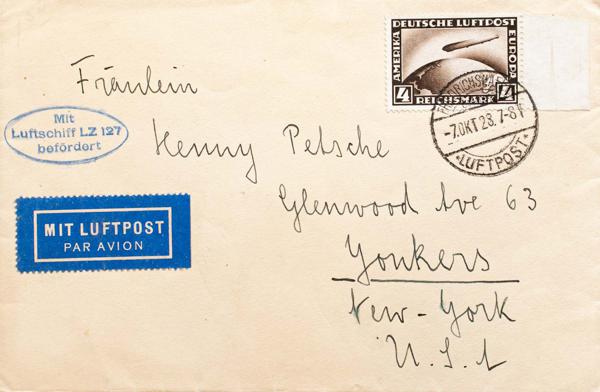 DEUTSCHE LUFTPOST
AMERIKA
EUROPA
4 REICHSMARK 4
-7.OKT 28.7-8
*LUFTPOST*
Fräulein
Mit
Luftschiff LZ 127
befördert
Henny Petsche
Glenwood Ave 63
MIT LUFTPOST
PAR AVION
Yonkers
New-York
U.S.A